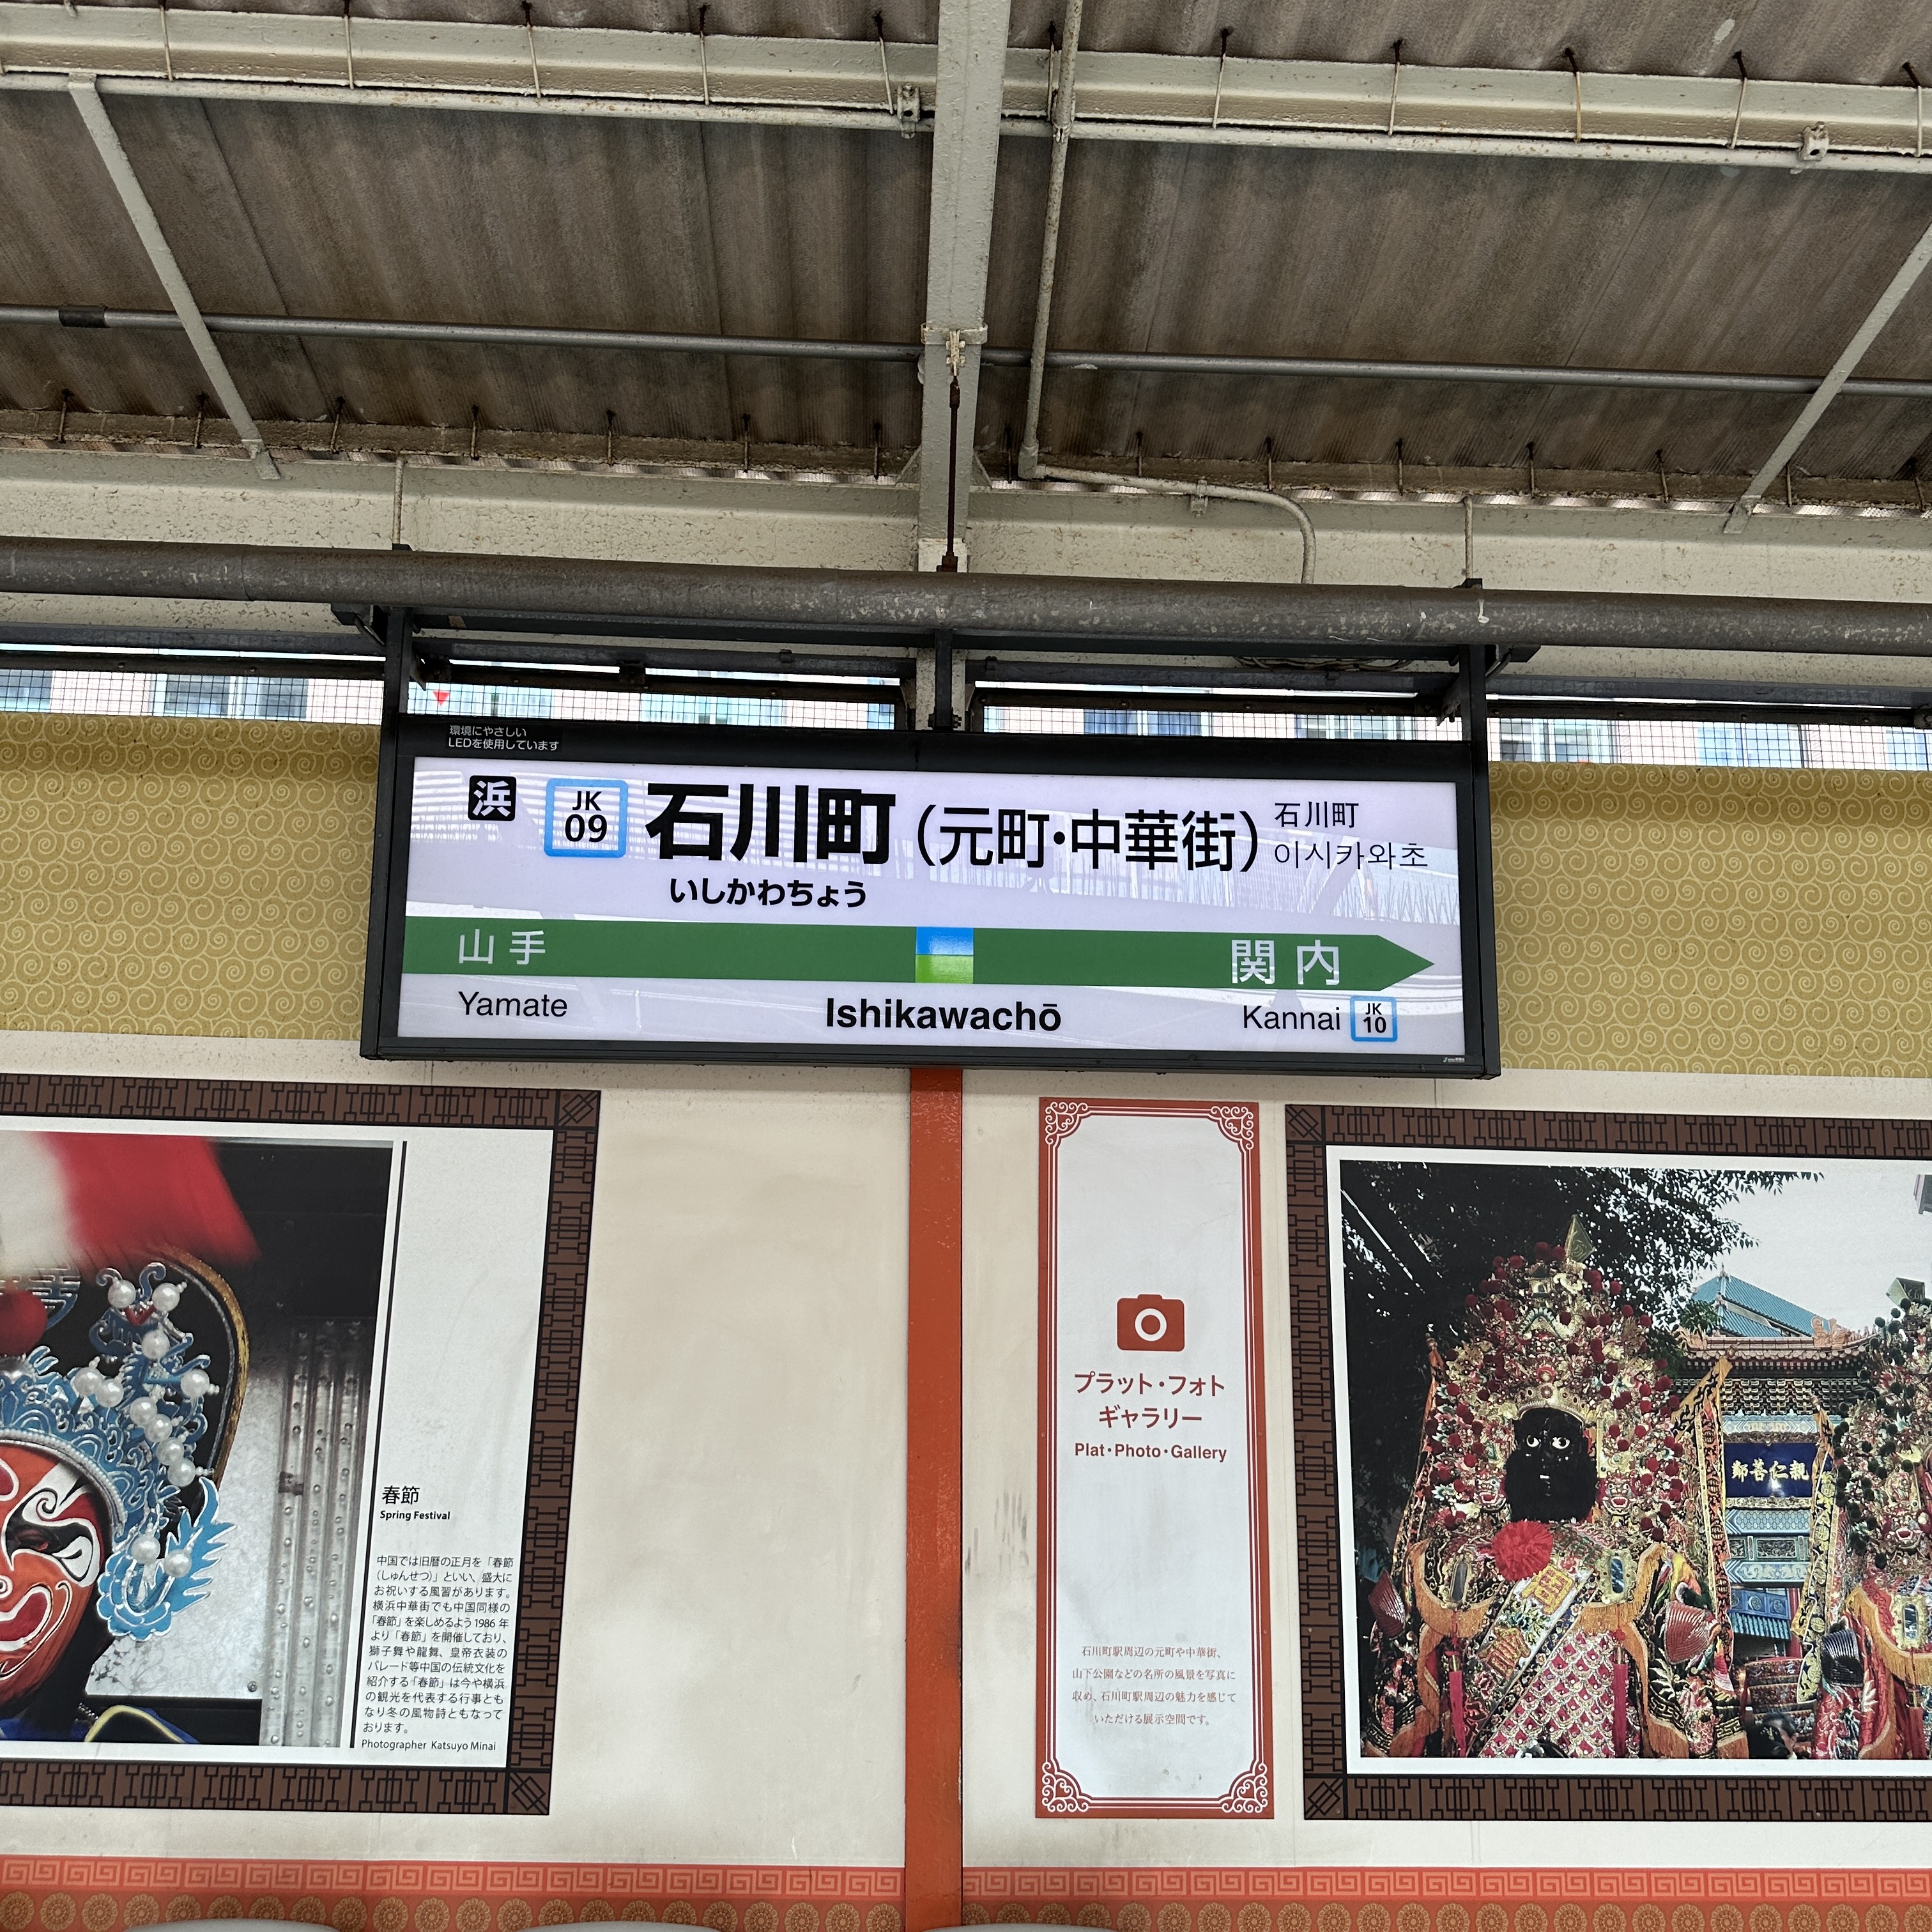 環境にやさしい
LEDを使用しています
浜
JK
09
石川町(元町・中華街)
石川町
이시카와초
いしかわちょう
山手
関内
Yamate
Ishikawachō
Kannai
JK
10
春節
Spring Festival
中国では旧暦の正月を「春節
(しゅんせつ)」といい、盛大に
お祝いする風習があります。
横浜中華街でも中国同様の
「春節」を楽しめるよう1986年
より「春節」を開催しており、
獅子舞や龍舞、皇帝衣装の
パレード等中国の伝統文化を
紹介する「春節」は今や横浜
の観光を代表する行事とも
なり冬の風物詩ともなって
おります。
Photographer Katsuyo Minai
プラット・フォト
ギャラリー
Plat・Photo・Gallery
石川町駅周辺の元町や中華街、
山下公園などの名所の風景を写真に
収め、石川町駅周辺の魅力を感じて
いただける展示空間です。
鄰善仁親